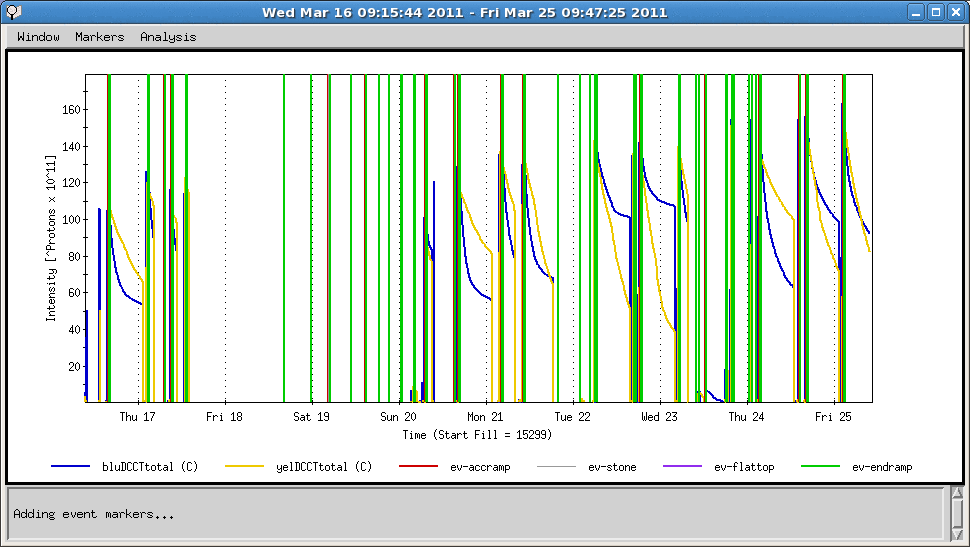 Wed Mar 16 09:15:44 2011 - Fri Mar 25 09:47:25 2011
Window Markers Analysis
Intensity [^Protons x 10^11]
160
140
120
100
80
60
40
20
Thu 17 Fri 18 Sat 19 Sun 20 Mon 21 Tue 22 Wed 23 Thu 24 Fri 25
Time (Start Fill = 15299)
bluDCCTtotal (C) yelDCCTtotal (C) ev-accramp ev-stone ev-flattop ev-endramp
Adding event markers...